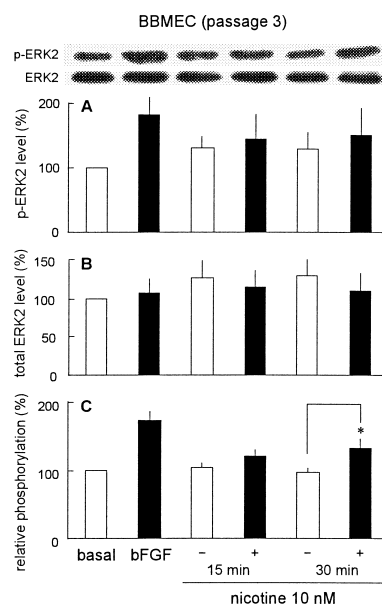 BBMEC (passage 3)
p-ERK2
ERK2
A
p-ERK2 level (%)
200
100
0
B
total ERK2 level (%)
150
100
50
0
C
relative phosphorylation (%)
200
100
0
*
basal bFGF − + − +
15 min 30 min
nicotine 10 nM